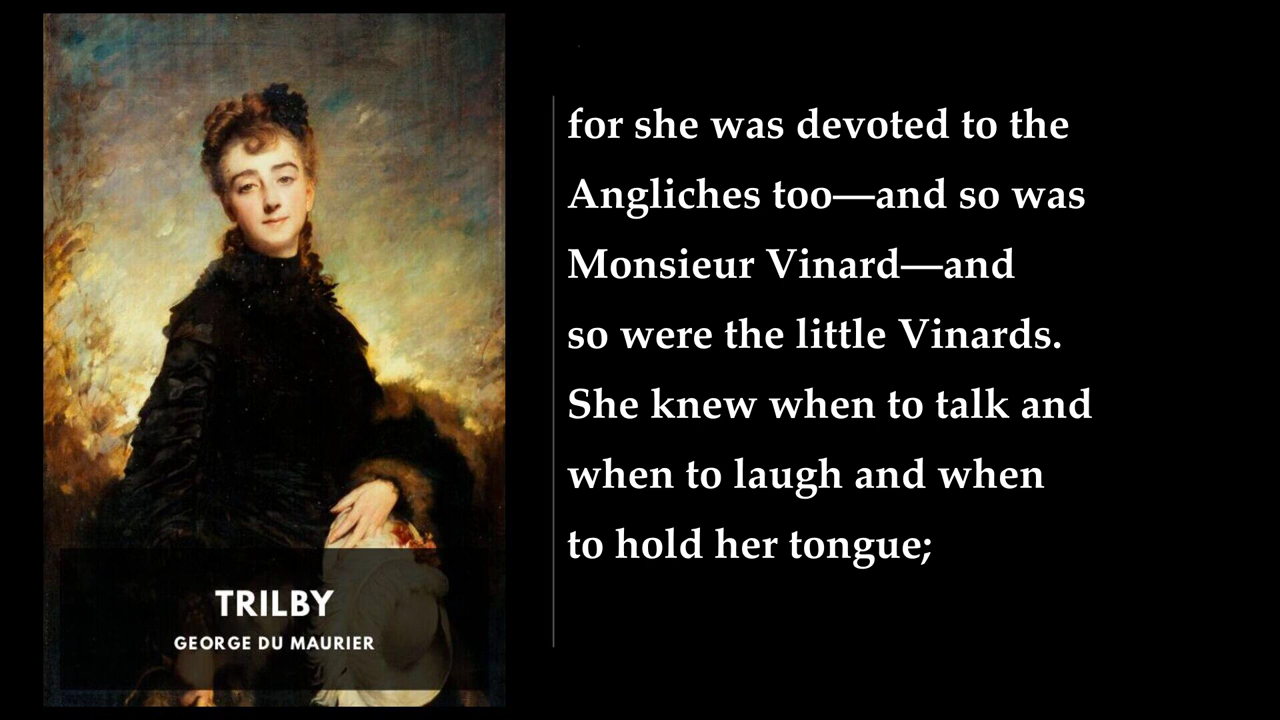 TRILBY
GEORGE DU MAURIER
for she was devoted to the
Angliches too—and so was
Monsieur Vinard—and
so were the little Vinards.
She knew when to talk and
when to laugh and when
to hold her tongue;